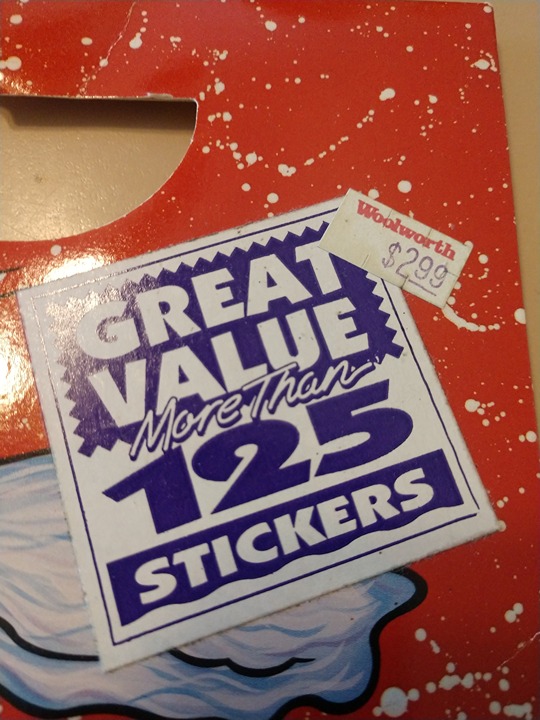 Woolworth
$2.99
GREAT
VALUE
More Than
125
STICKERS